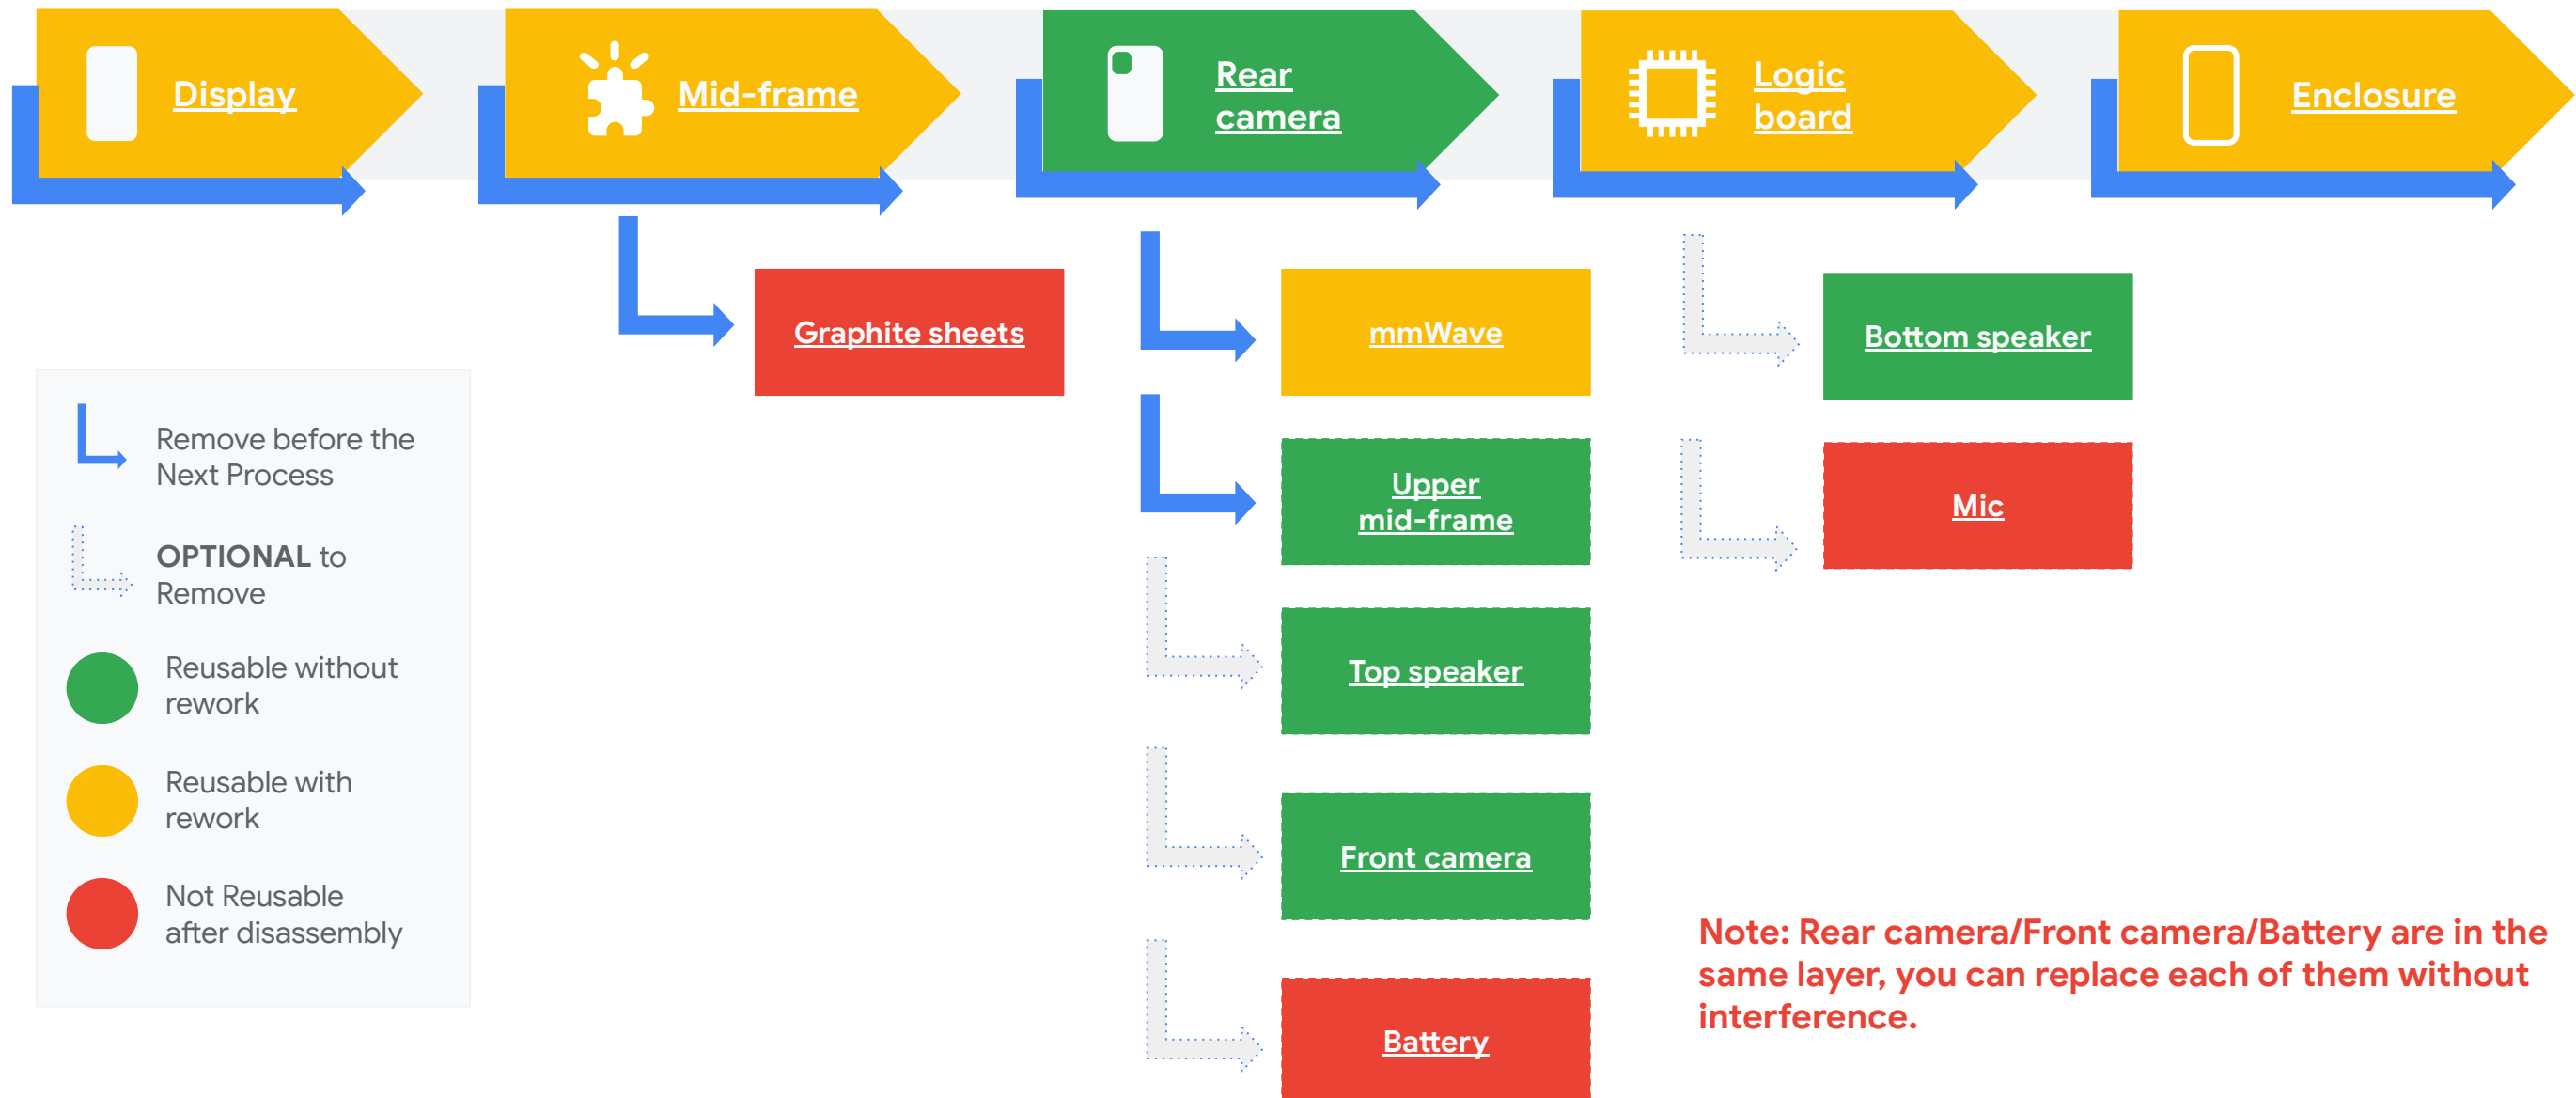 Display
Mid-frame
Rear
camera
Logic
board
Enclosure
Graphite sheets
mmWave
Upper
mid-frame
Top speaker
Front camera
Battery
Bottom speaker
Mic
Remove before the
Next Process
OPTIONAL to
Remove
Reusable without
rework
Reusable with
rework
Not Reusable
after disassembly
Note: Rear camera/Front camera/Battery are in the
same layer, you can replace each of them without
interference.